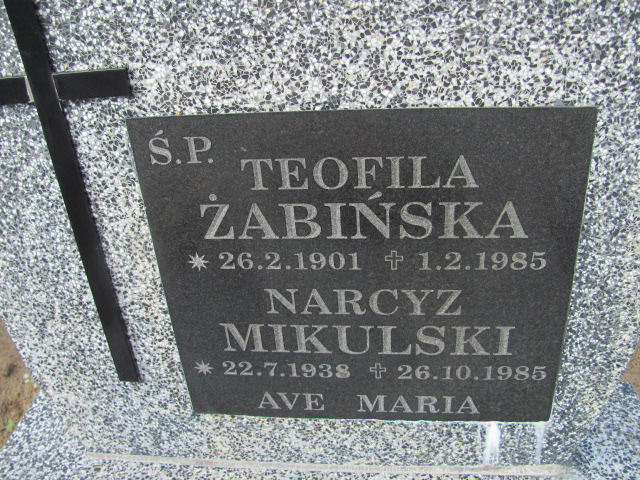 Ś.P.
TEOFILA
ŻABIŃSKA
* 26.2.1901 ✝ 1.2.1985
NARCYZ
MIKULSKI
* 22.7.1938 ✝ 26.10.1985
AVE MARIA